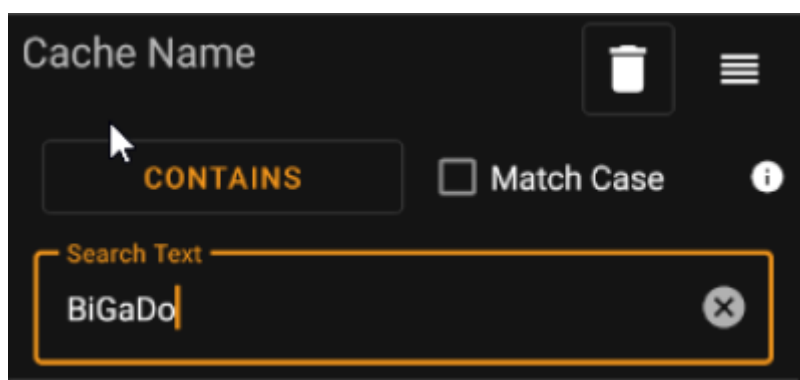 Cache Name
CONTAINS
Match Case
Search Text
BiGaDo